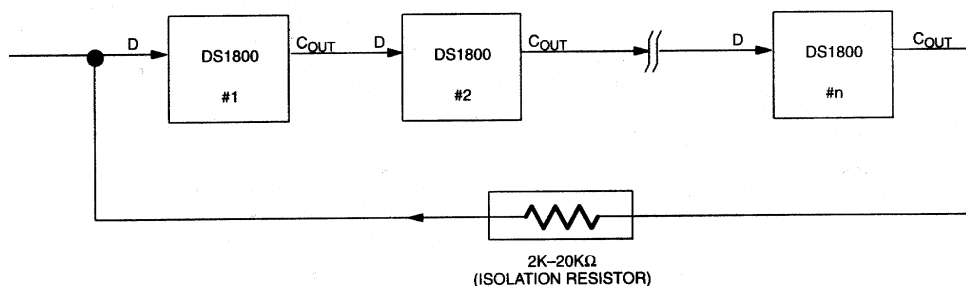 D
DS1800
#1
COUT
D
DS1800
#2
COUT
D
DS1800
#n
COUT
2K–20KΩ
(ISOLATION RESISTOR)